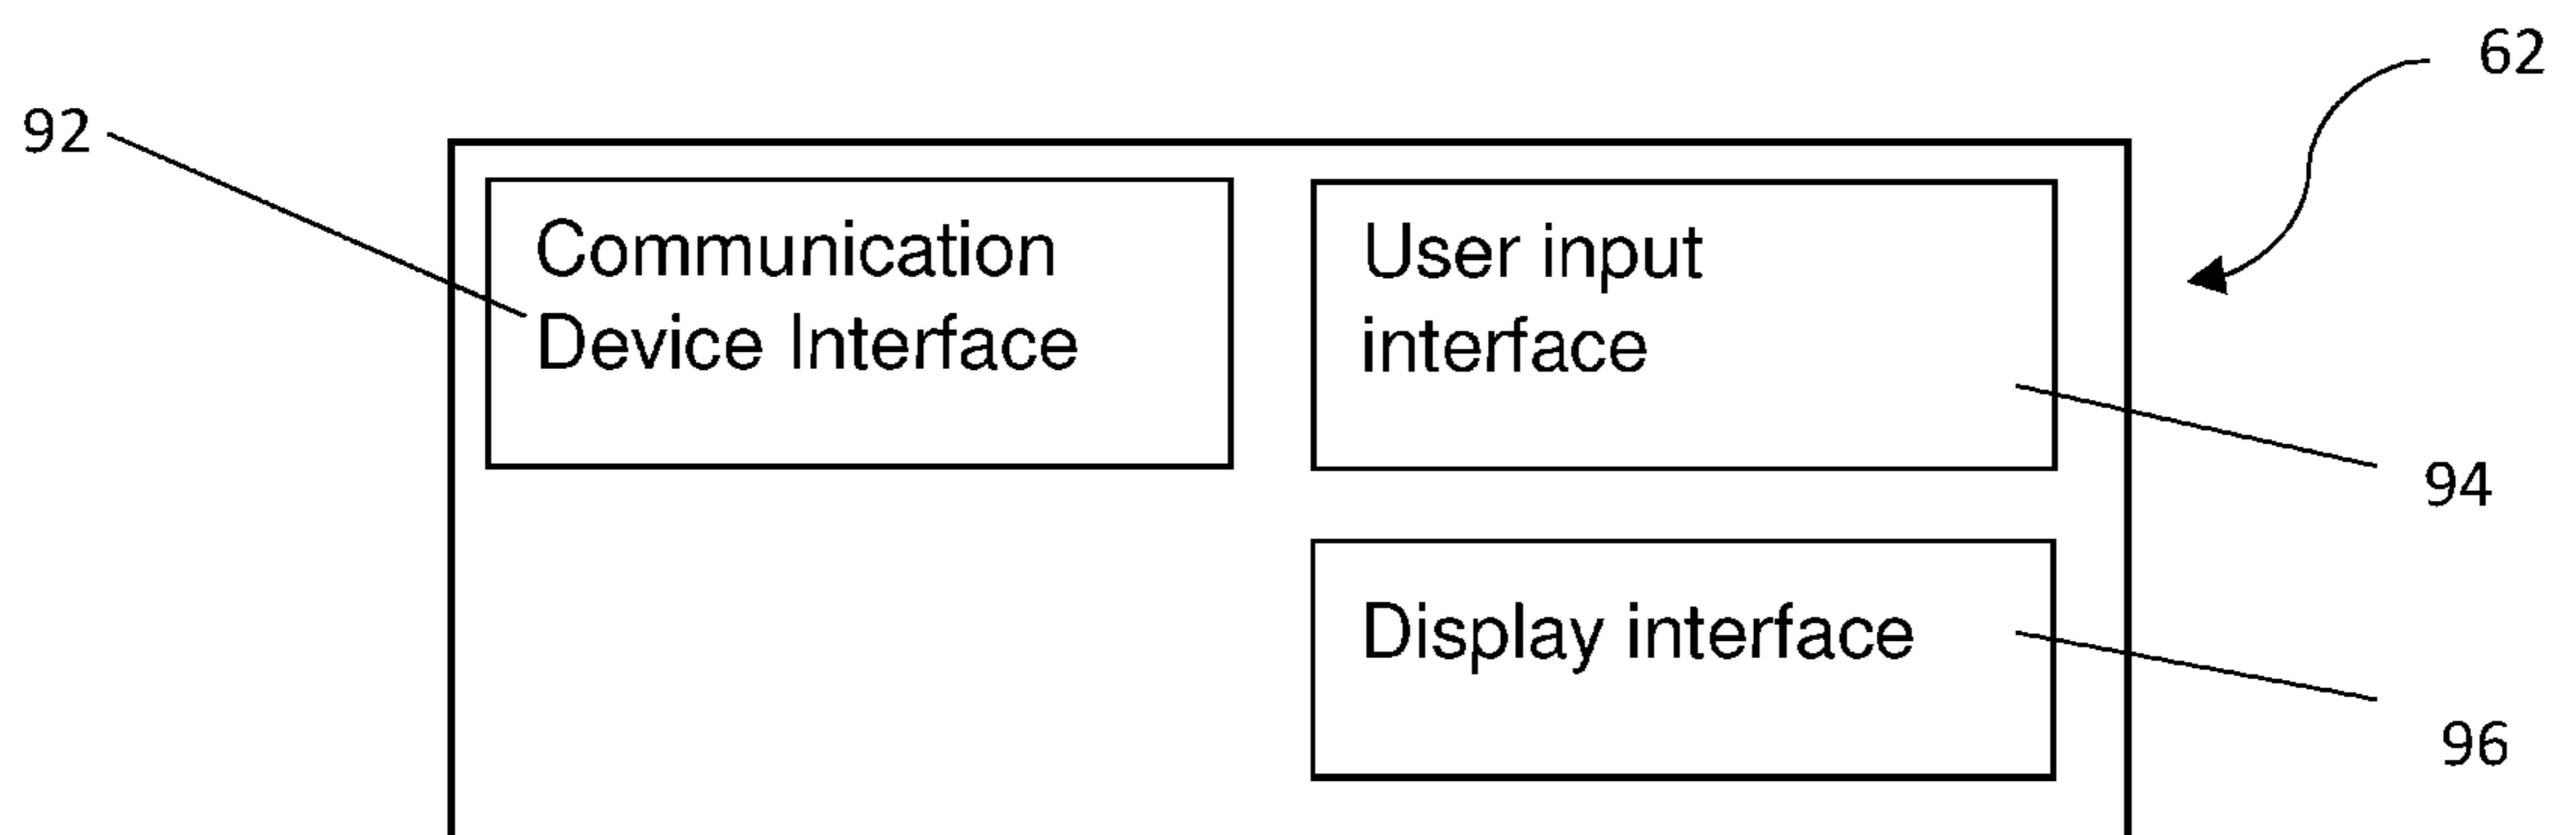 62
92
Communication
Device Interface
User input
interface
94
Display interface
96